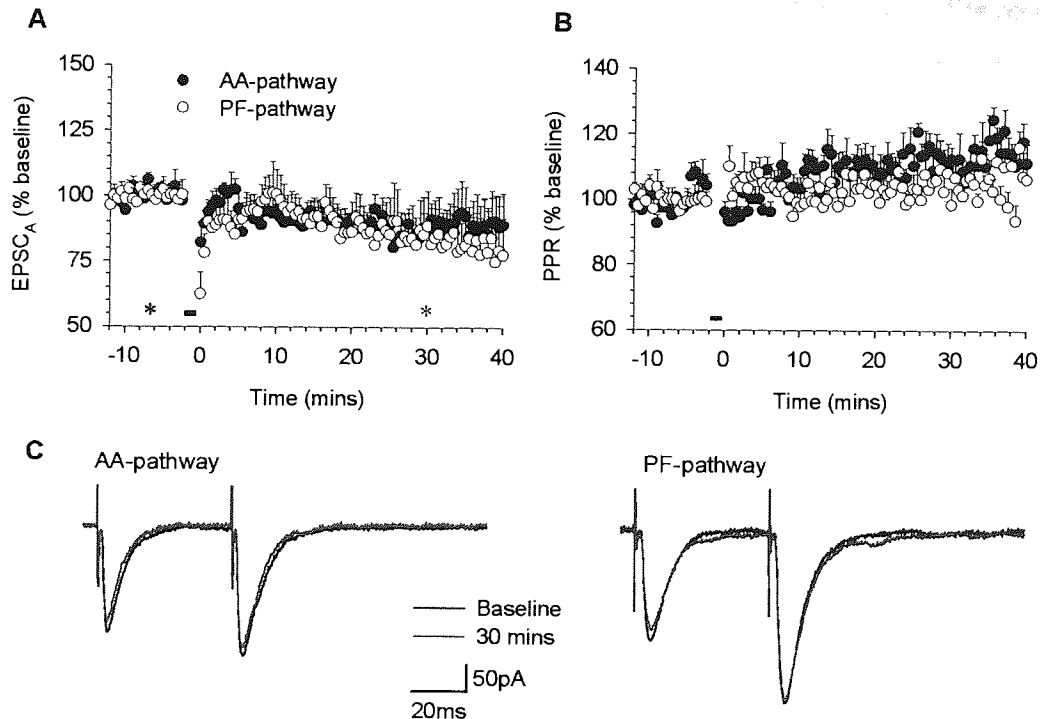 A
150
125
100
75
50
EPSC_A (% baseline)
AA-pathway
PF-pathway
*
*
-10
0
10
20
30
40
Time (mins)
B
140
120
100
80
60
PPR (% baseline)
-10
0
10
20
30
40
Time (mins)
C
AA-pathway
PF-pathway
Baseline
30 mins
50pA
20ms